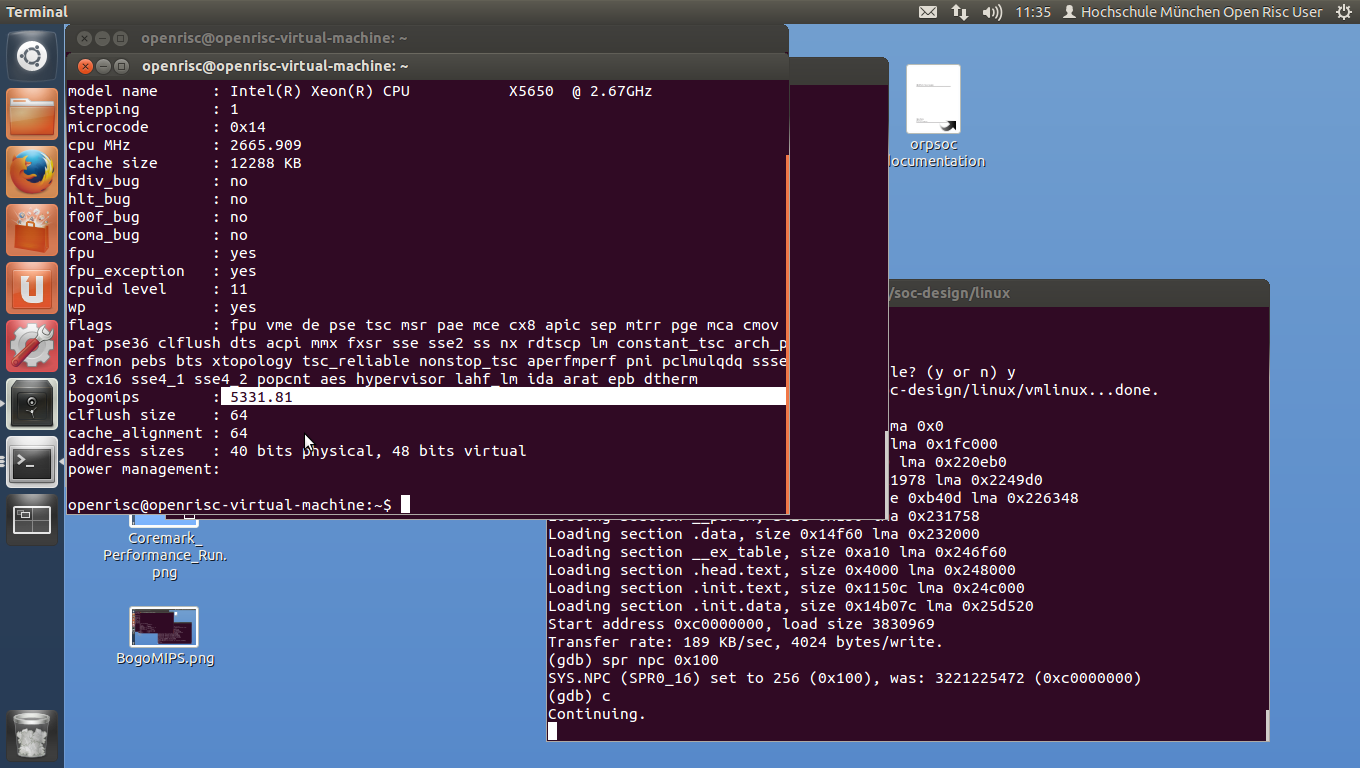 Terminal
11:35 Hochschule München Open Risc User
openrisc@openrisc-virtual-machine: ~
openrisc@openrisc-virtual-machine: ~
model name : Intel(R) Xeon(R) CPU X5650 @ 2.67GHz
stepping : 1
microcode : 0x14
cpu MHz : 2665.909
cache size : 12288 KB
fdiv_bug : no
hlt_bug : no
f00f_bug : no
coma_bug : no
fpu : yes
fpu_exception : yes
cpuid level : 11
wp : yes
flags : fpu vme de pse tsc msr pae mce cx8 apic sep mtrr pge mca cmov
pat pse36 clflush dts acpi mmx fxsr sse sse2 ss nx rdtscp lm constant_tsc arch_p
erfmon pebs bts xtopology tsc_reliable nonstop_tsc aperfmperf pni pclmulqdq ssse
3 cx16 sse4_1 sse4_2 popcnt aes hypervisor lahf_lm ida arat epb dtherm
bogomips : 5331.81
clflush size : 64
cache_alignment : 64
address sizes : 40 bits physical, 48 bits virtual
power management:
openrisc@openrisc-virtual-machine:~$
orpsoc
documentation
/soc-design/linux
le? (y or n) y
c-design/linux/vmlinux...done.
ma 0x0
lma 0x1fc000
lma 0x220eb0
1978 lma 0x2249d0
e 0xb40d lma 0x226348
ma 0x231758
Loading section .data, size 0x14f60 lma 0x232000
Loading section __ex_table, size 0xa10 lma 0x246f60
Loading section .head.text, size 0x4000 lma 0x248000
Loading section .init.text, size 0x1150c lma 0x24c000
Loading section .init.data, size 0x14b07c lma 0x25d520
Start address 0xc0000000, load size 3830969
Transfer rate: 189 KB/sec, 4024 bytes/write.
(gdb) spr npc 0x100
SYS.NPC (SPR0_16) set to 256 (0x100), was: 3221225472 (0xc0000000)
(gdb) c
Continuing.
Coremark_
Performance_Run.
png
BogoMIPS.png